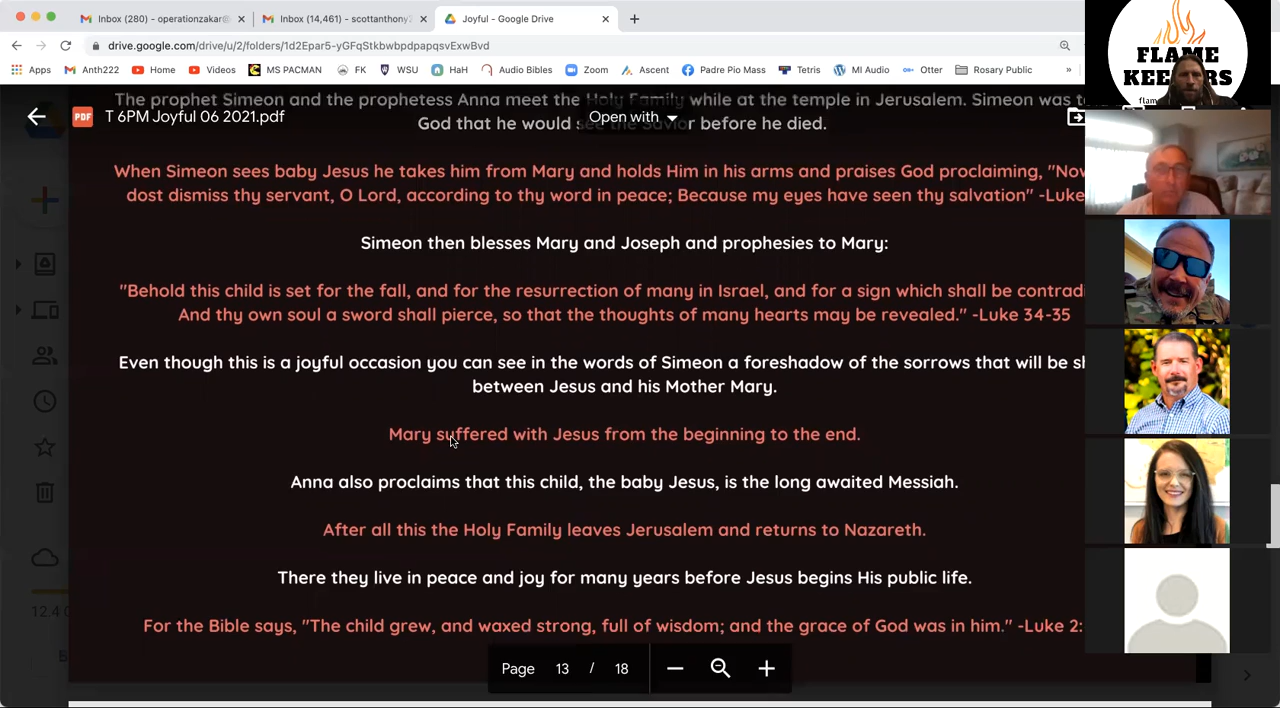 Inbox (280) - operationzakar@
Inbox (14,461) - scottanthony
Joyful - Google Drive
drive.google.com/drive/u/2/folders/1d2Epar5-yGFqStkbwbpdpapqsvExwBvd
Apps
Anth222
Home
Videos
MS PACMAN
FK
WSU
Audio Bibles
Zoom
Ascent
Padre Pio Mass
Tetris
MI Audio
Otter
Rosary Public
»
FLAME
KEEPERS
The prophet Simeon and the prophetess Anna meet the Holy Family while at the temple in Jerusalem. Simeon was
PDF
T 6PM Joyful 06 2021.pdf
Open with
God that he would see the Savior before he died.
When Simeon sees baby Jesus he takes him from Mary and holds Him in his arms and praises God proclaiming, "Now
dost dismiss thy servant, O Lord, according to thy word in peace; Because my eyes have seen thy salvation" -Luke
Simeon then blesses Mary and Joseph and prophesies to Mary:
"Behold this child is set for the fall, and for the resurrection of many in Israel, and for a sign which shall be contradi
And thy own soul a sword shall pierce, so that the thoughts of many hearts may be revealed." -Luke 34-35
Even though this is a joyful occasion you can see in the words of Simeon a foreshadow of the sorrows that will be sh
between Jesus and his Mother Mary.
Mary suffered with Jesus from the beginning to the end.
Anna also proclaims that this child, the baby Jesus, is the long awaited Messiah.
After all this the Holy Family leaves Jerusalem and returns to Nazareth.
There they live in peace and joy for many years before Jesus begins His public life.
For the Bible says, "The child grew, and waxed strong, full of wisdom; and the grace of God was in him." -Luke 2:
12.4
Page 13 / 18